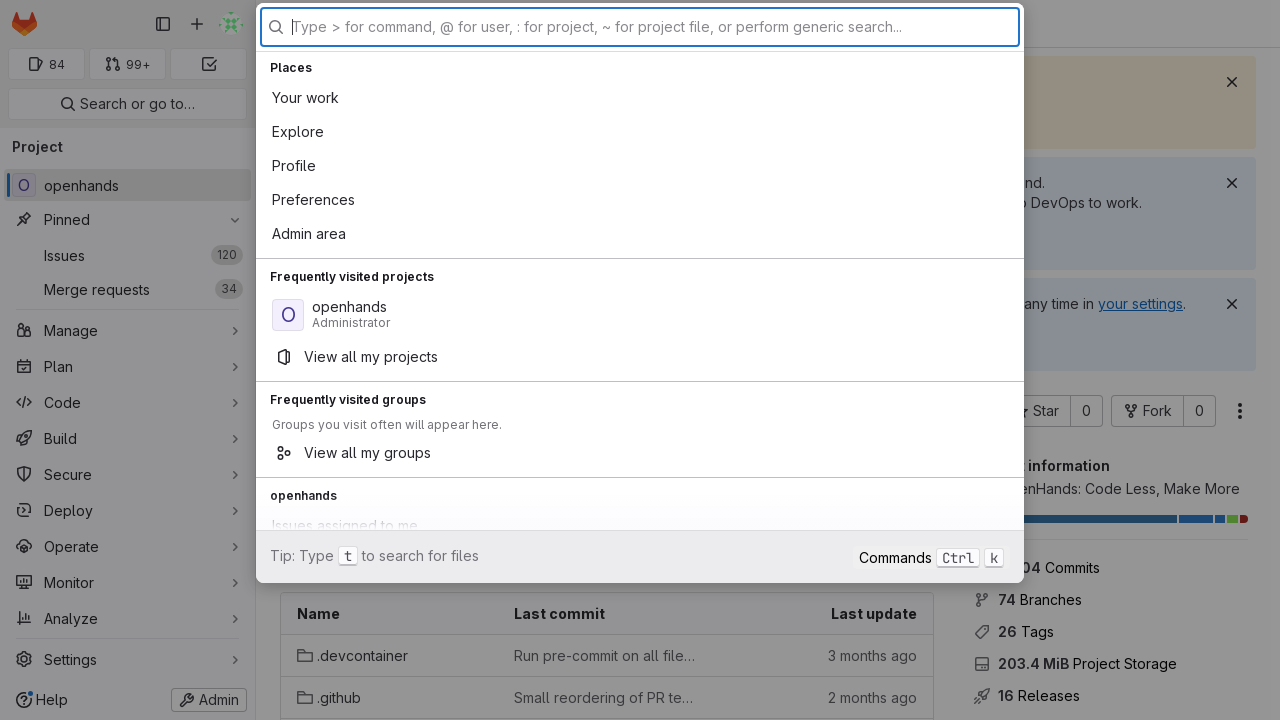 84
99+
Search or go to…
Project
O openhands
Pinned
Issues 120
Merge requests 34
Manage
Plan
Code
Build
Secure
Deploy
Operate
Monitor
Analyze
Settings
Help
Admin
Type > for command, @ for user, : for project, ~ for project file, or perform generic search...
Places
Your work
Explore
Profile
Preferences
Admin area
Frequently visited projects
O
openhands
Administrator
View all my projects
Frequently visited groups
Groups you visit often will appear here.
View all my groups
openhands
Issues assigned to me
Tip: Type t to search for files
Commands Ctrl k
nd.
DevOps to work.
any time in your settings.
Star 0
Fork 0
information
Hands: Code Less, Make More
04 Commits
74 Branches
26 Tags
203.4 MiB Project Storage
16 Releases
Name Last commit Last update
.devcontainer Run pre-commit on all file… 3 months ago
.github Small reordering of PR te… 2 months ago